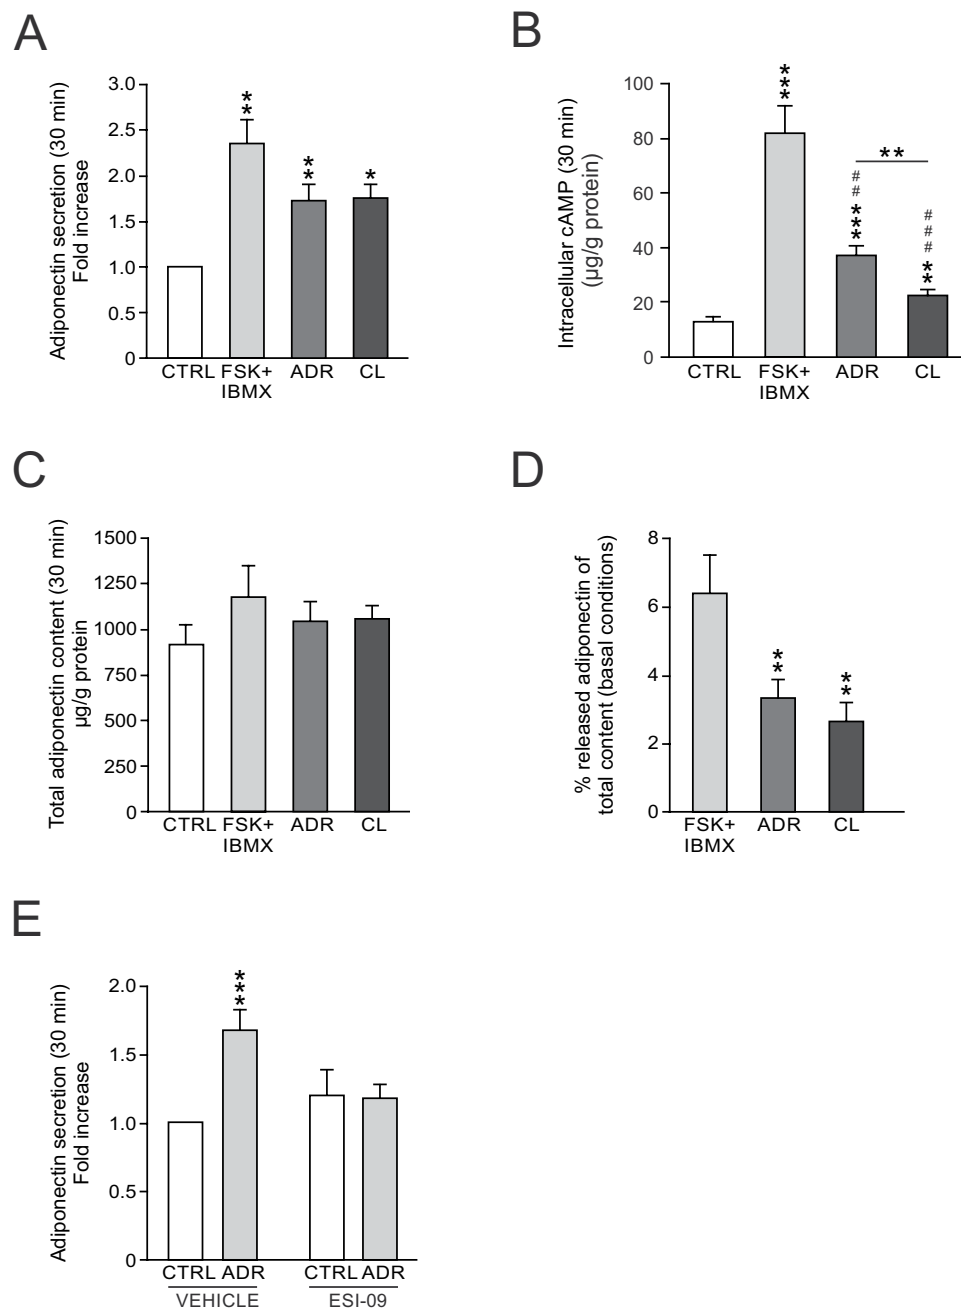 A
Adiponectin secretion (30 min)
Fold increase
3.0
2.5
2.0
1.5
1.0
0.5
0
**
**
*
CTRL FSK+ ADR CL
IBMX
B
Intracellular cAMP (30 min)
(µg/g protein)
100
80
60
40
20
0
***
**
##
***
###
**
CTRL FSK+ ADR CL
IBMX
C
Total adiponectin content (30 min)
µg/g protein
1500
1250
1000
750
500
250
0
CTRL FSK+ ADR CL
IBMX
D
% released adiponectin of
total content (basal conditions)
8
6
4
2
0
**
**
FSK+ ADR CL
IBMX
E
Adiponectin secretion (30 min)
Fold increase
2.0
1.5
1.0
0.5
0
***
CTRL ADR CTRL ADR
VEHICLE ESI-09